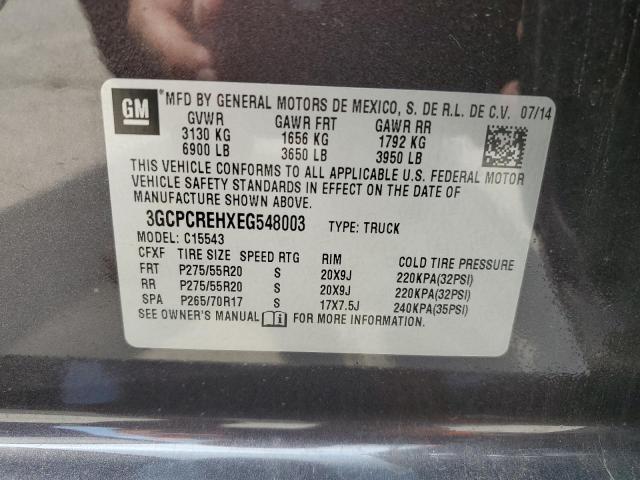 GM *MFD BY GENERAL MOTORS DE MEXICO, S. DE R.L. DE C.V. 07/14
GVWR GAWR FRT GAWR RR
3130 KG 1656 KG 1792 KG
6900 LB 3650 LB 3950 LB
THIS VEHICLE CONFORMS TO ALL APPLICABLE U.S. FEDERAL MOTOR
VEHICLE SAFETY STANDARDS IN EFFECT ON THE DATE OF
MANUFACTURE SHOWN ABOVE.
3GCPCREHXEG548003 TYPE: TRUCK
MODEL: C15543
CFXF TIRE SIZE SPEED RTG RIM COLD TIRE PRESSURE
FRT P275/55R20 S 20X9J 220KPA(32PSI)
RR P275/55R20 S 20X9J 220KPA(32PSI)
SPA P265/70R17 S 17X7.5J 240KPA(35PSI)
SEE OWNER'S MANUAL FOR MORE INFORMATION.